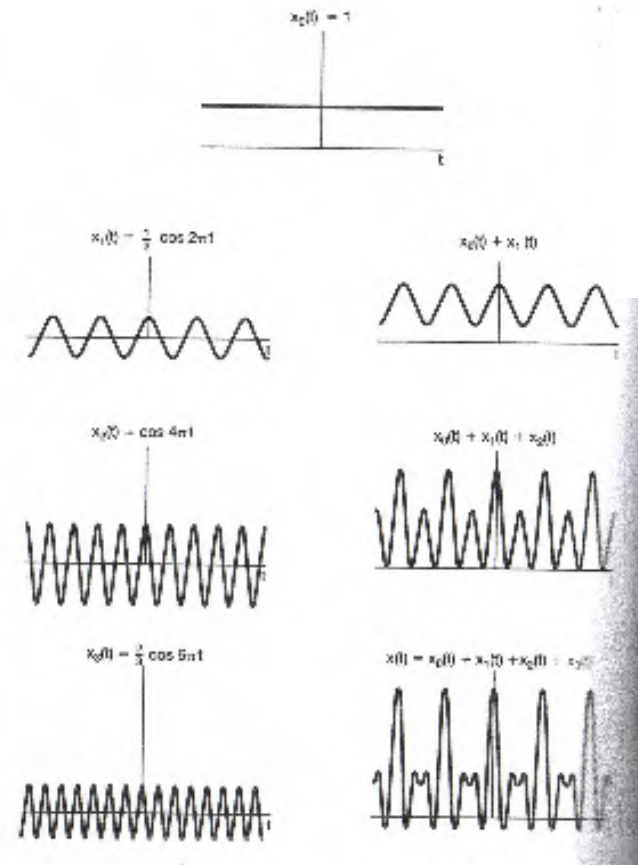 x₀(t) = 1
t
x₁(t) = ½ cos 2πt
x₀(t) + x₁(t)
t
t
x₂(t) = cos 4πt
x₀(t) + x₁(t) + x₂(t)
t
x₃(t) = ⅔ cos 6πt
x(t) = x₀(t) + x₁(t) + x₂(t) + x₃(t)
t